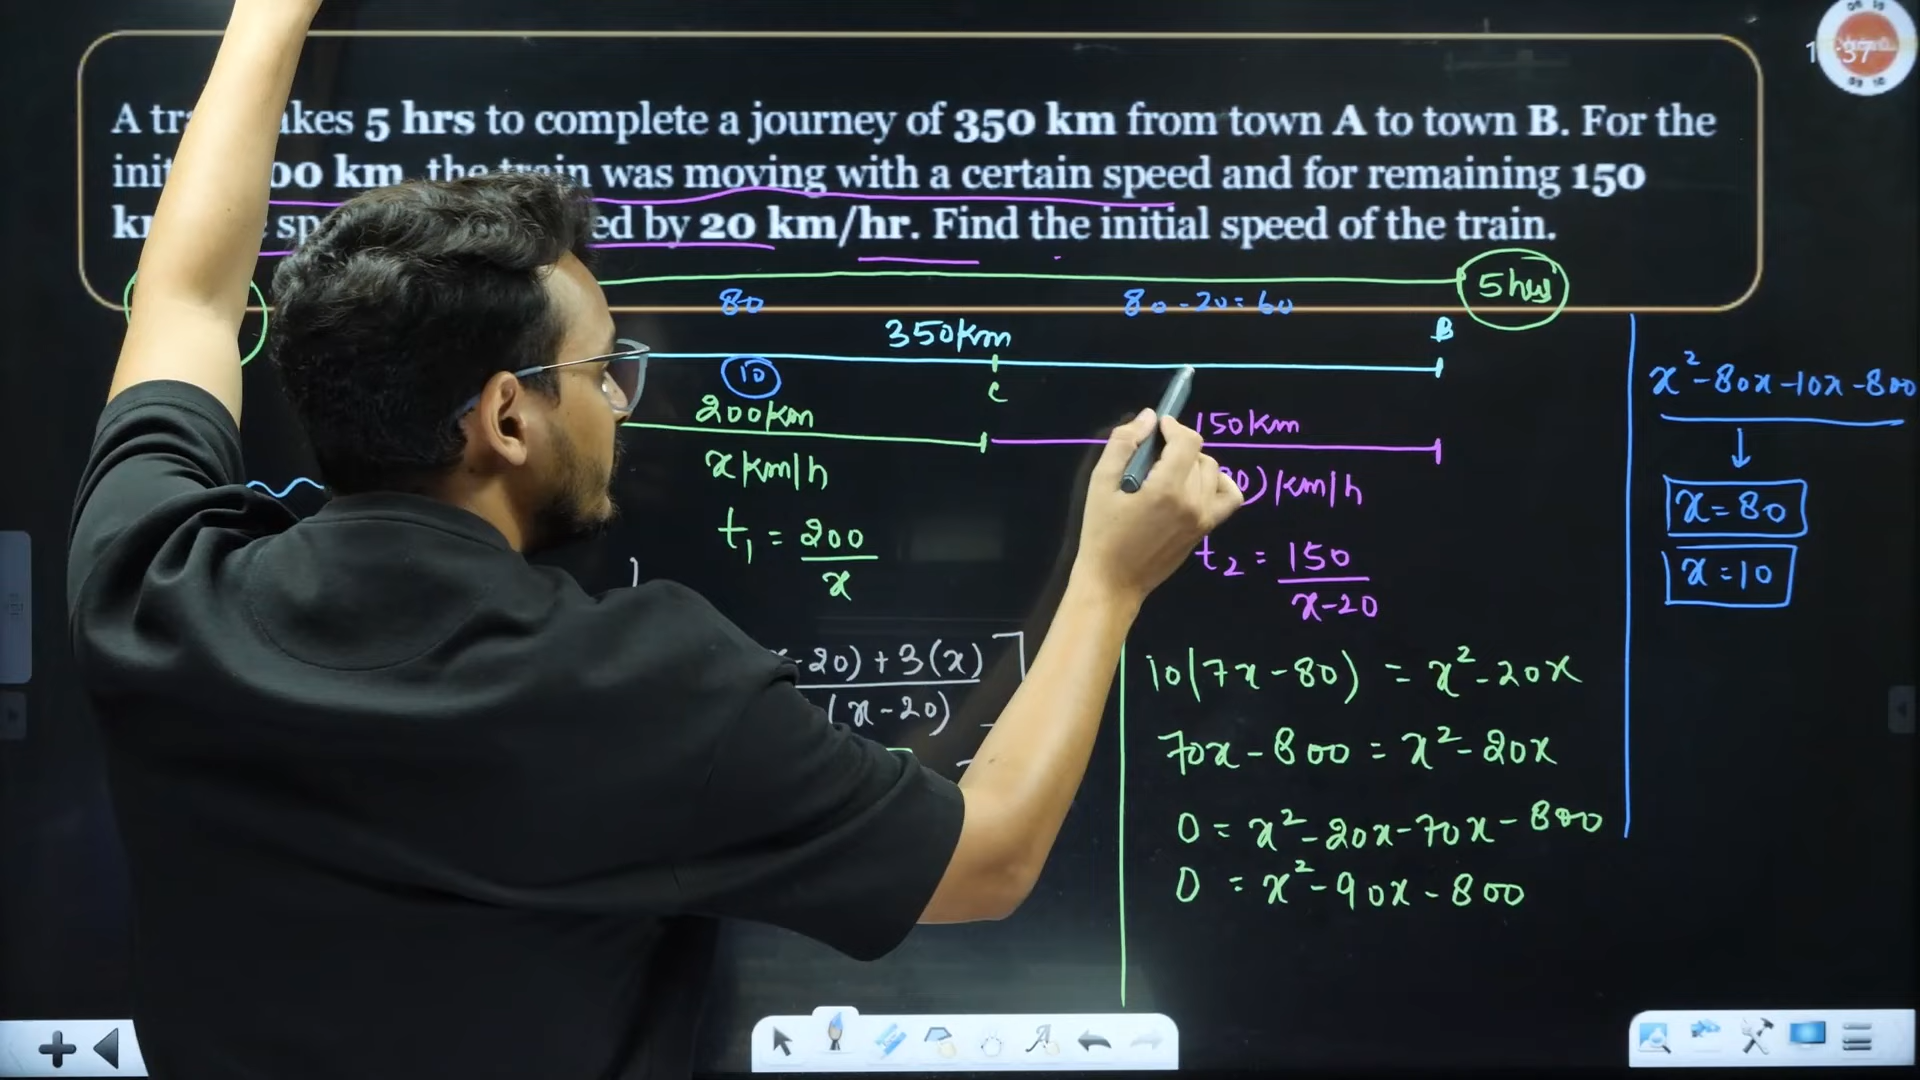 A takes 5 hrs to complete a journey of 350 km from town A to town B. For the
00 km, the train was moving with a certain speed and for remaining 150
ed by 20 km/hr. Find the initial speed of the train.
5 hrs
80
80-20=60
350km
B
10
C
200km
150km
x km/h
) km/h
t₁ = 200/x
t₂ = 150/x-20
-20) + 3(x)
(x-20)
10(7x-80) = x²-20x
70x-800 = x²-20x
0 = x²-20x-70x-800
0 = x²-90x-800
x²-80x-10x-800
↓
x=80
x=10